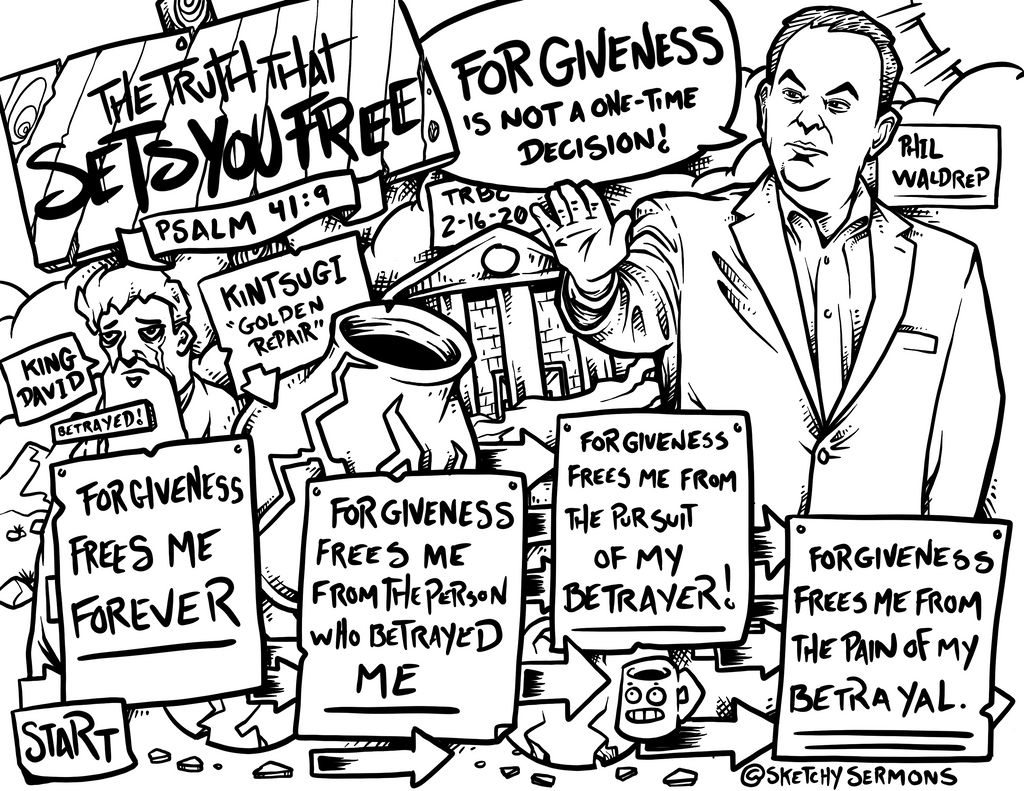 THE TRUTH THAT
SETS YOU FREE
PSALM 41:9
FORGIVENESS
IS NOT A ONE-TIME
DECISION!
PHIL
WALDREP
TRBC
2-16-20
KINTSUGI
"GOLDEN
REPAIR"
KING
DAVID
BETRAYED!
FORGIVENESS
FREES ME
FOREVER
FORGIVENESS
FREES ME
FROM THE PERSON
WHO BETRAYED
ME
FORGIVENESS
FREES ME FROM
THE PURSUIT
OF MY
BETRAYER!
FORGIVENESS
FREES ME FROM
THE PAIN OF MY
BETRAYAL.
START
©SKETCHY SERMONS